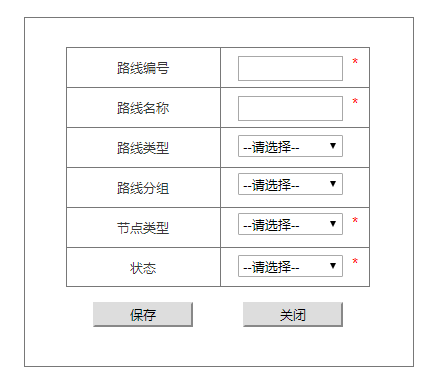 路线编号 *
路线名称 *
路线类型 --请选择--
路线分组 --请选择--
节点类型 --请选择-- *
状态 --请选择-- *
保存 关闭